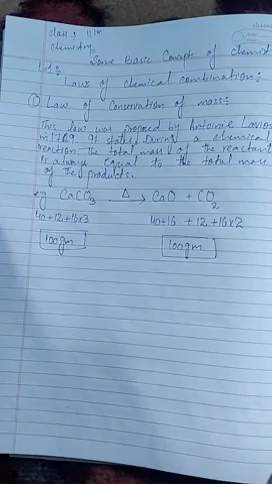 class : 11th
chemistry
Some Basic Concepts of chemist
L-1:
Laws of chemical combination:
① Law of Conservation of mass:
This law was proposed by Antoinie Lavois
in 1789. It states During a chemical
reaction. The total mass of the reactant
is always equal to the total mass
of the products.
eg CaCO3 Δ→ CaO + CO2
40+12+16×3 40+16 + 12+16×2
100gm 100gm